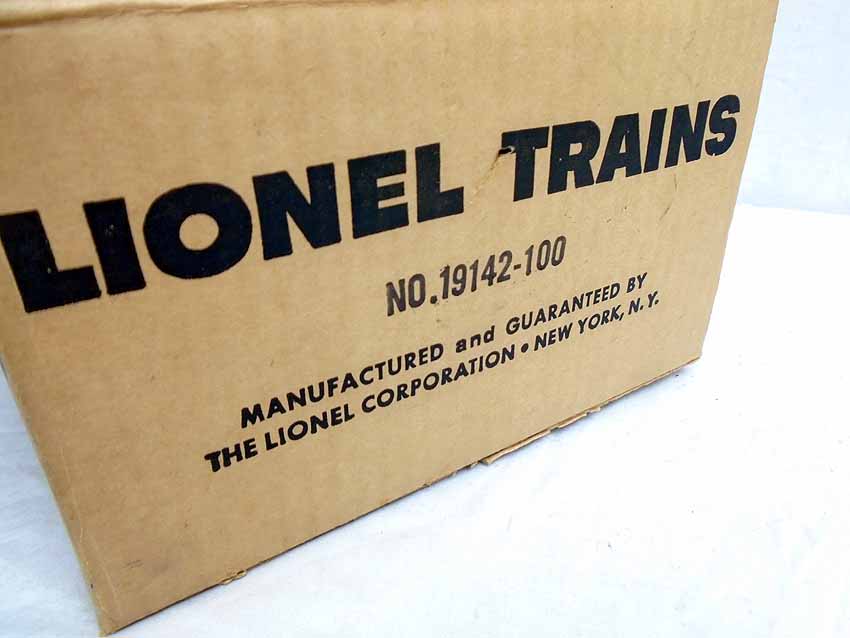 LIONEL TRAINS
NO.19142-100
MANUFACTURED and GUARANTEED BY
THE LIONEL CORPORATION • NEW YORK, N.Y.